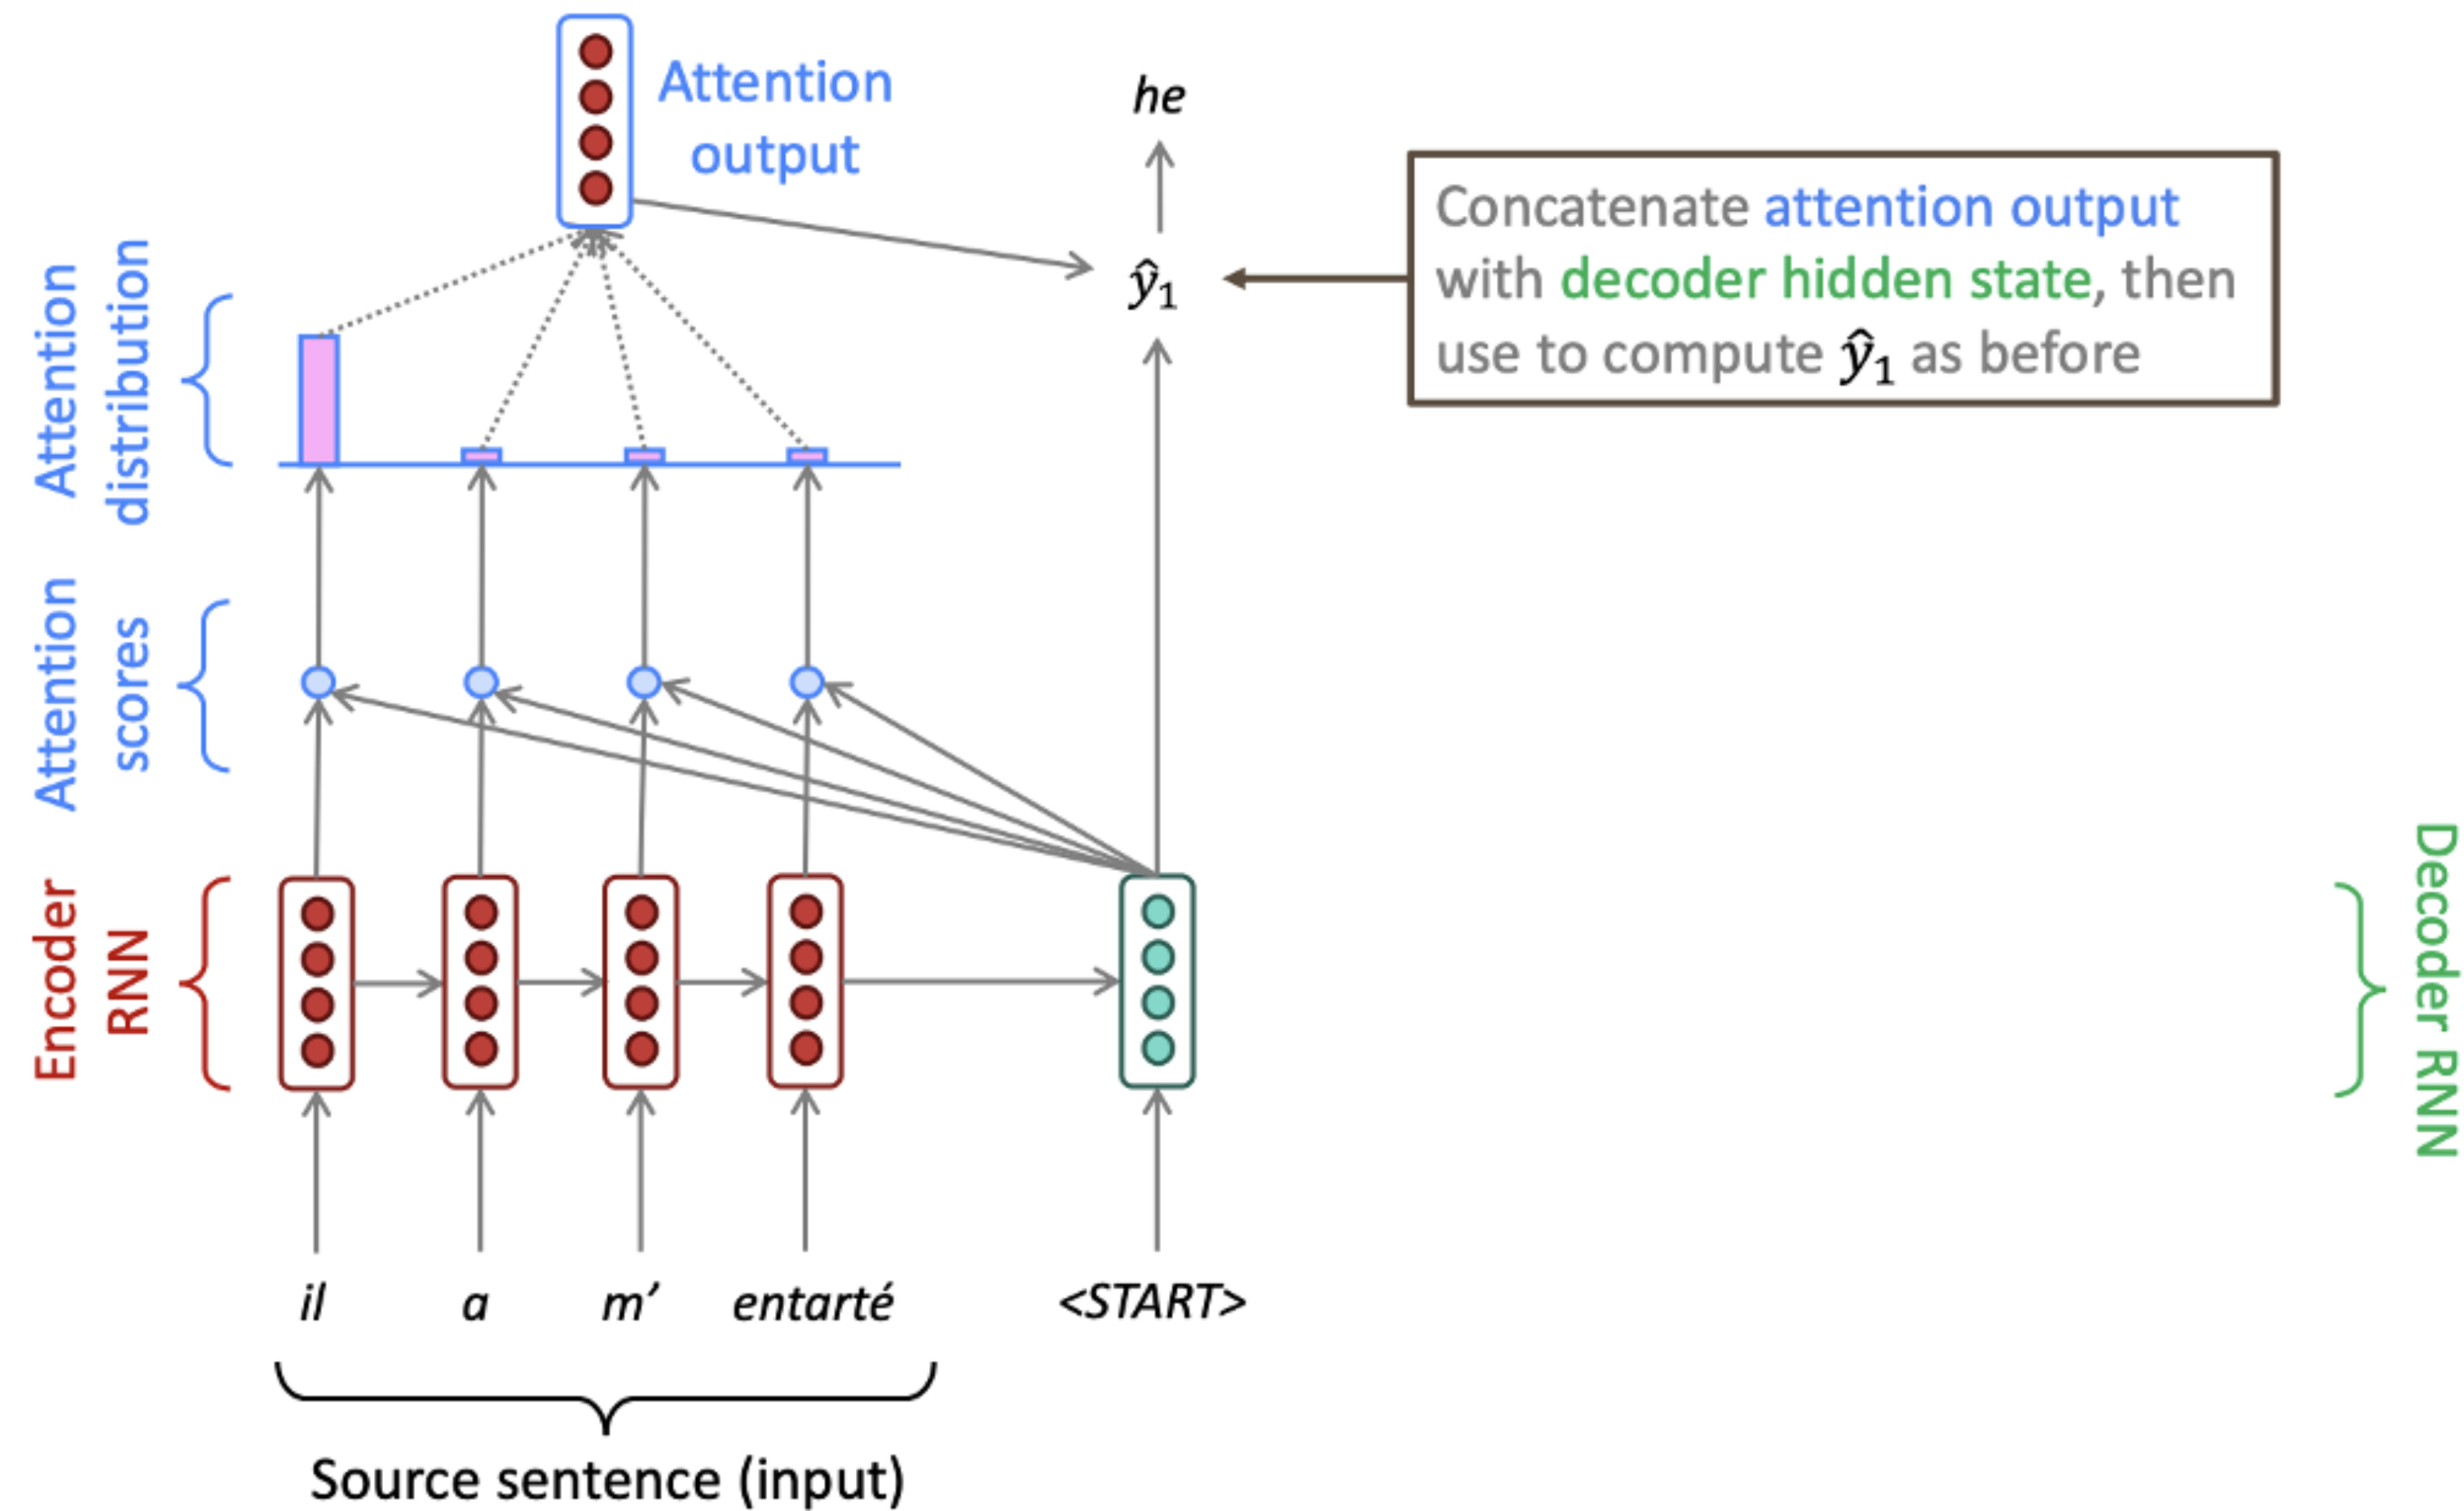 Attention
output
he
Concatenate attention output
with decoder hidden state, then
use to compute ŷ₁ as before
ŷ₁
Attention
distribution
Attention
scores
Encoder
RNN
Decoder RNN
il a m’ entarté <START>
Source sentence (input)